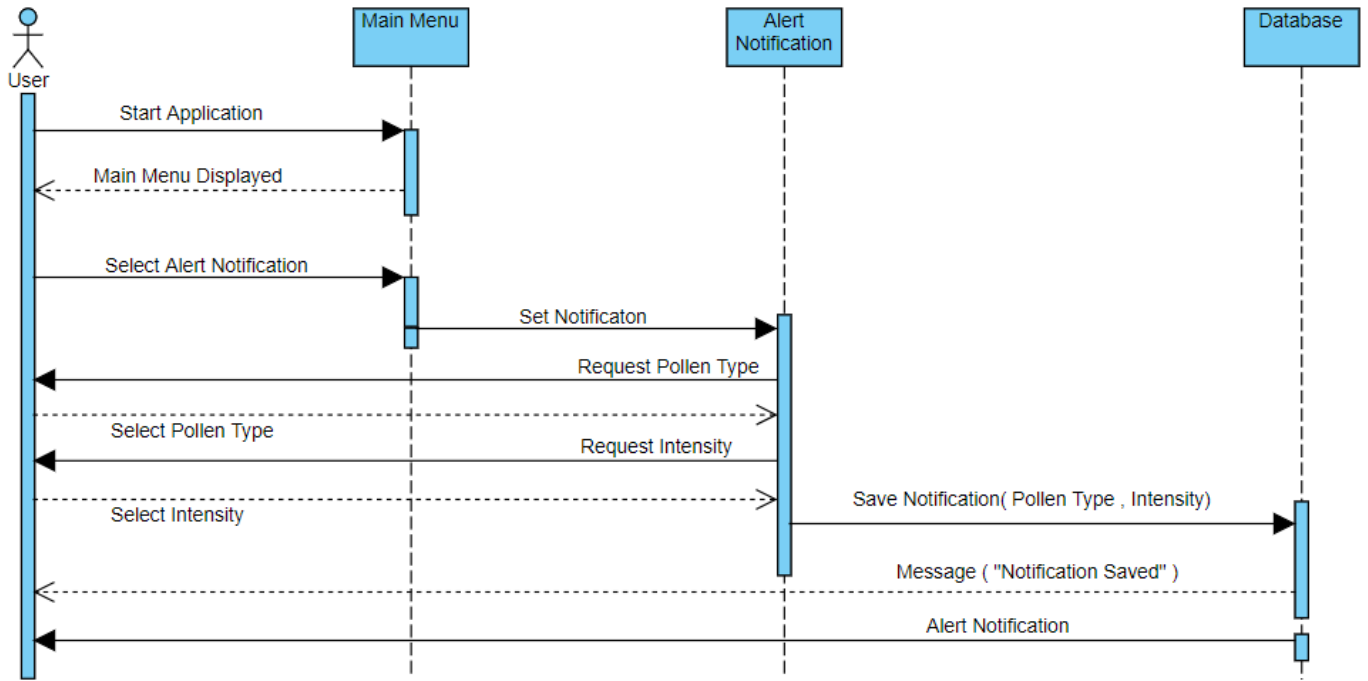 User
Main Menu
Alert
Notification
Database
Start Application
Main Menu Displayed
Select Alert Notification
Set Notificaton
Request Pollen Type
Select Pollen Type
Request Intensity
Select Intensity
Save Notification( Pollen Type , Intensity)
Message ( "Notification Saved" )
Alert Notification